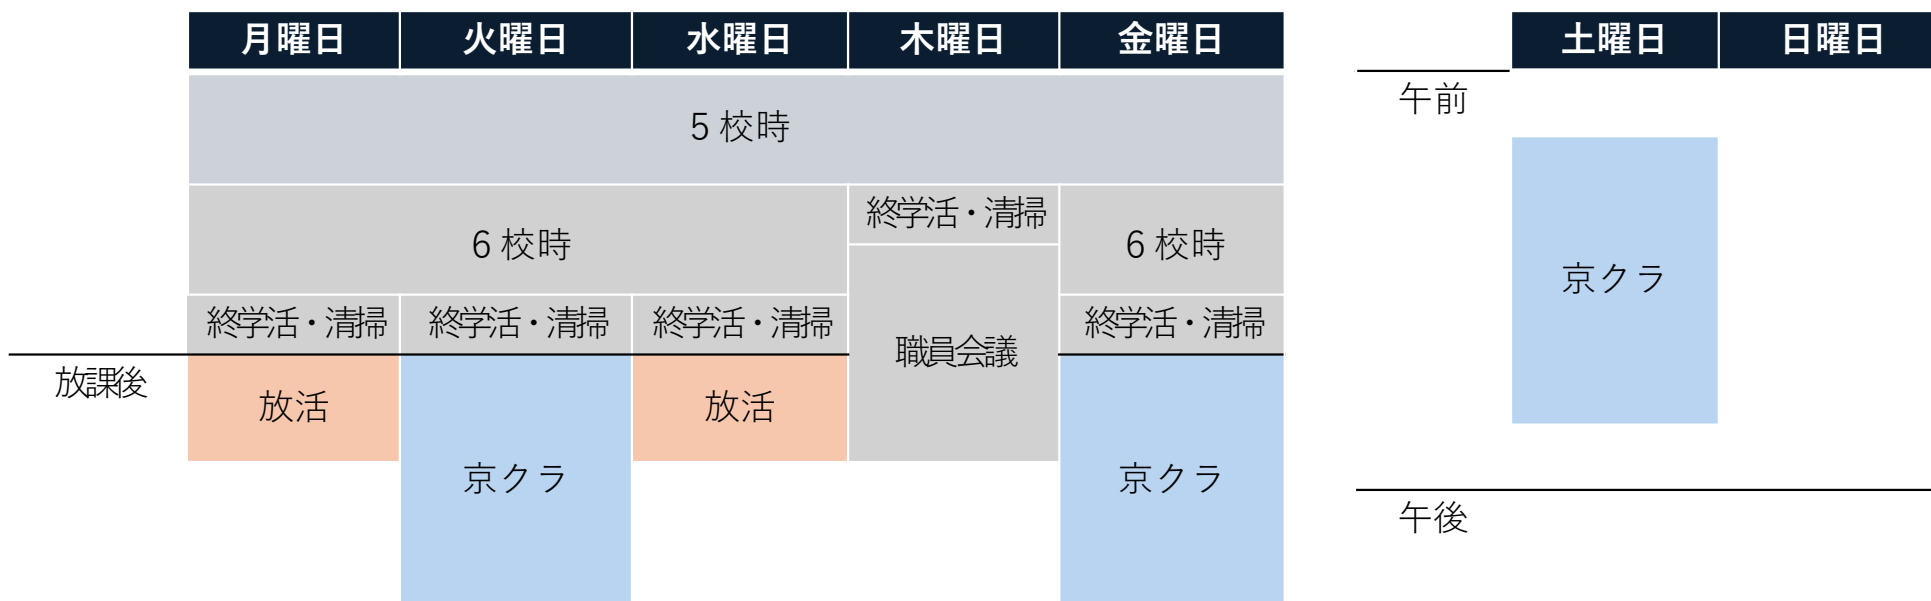 月曜日 火曜日 水曜日 木曜日 金曜日 土曜日 日曜日
午前
5校時
6校時 終学活・清掃 6校時
京クラ
終学活・清掃 終学活・清掃 終学活・清掃 職員会議 終学活・清掃
放課後
放活 京クラ 放活 京クラ
午後